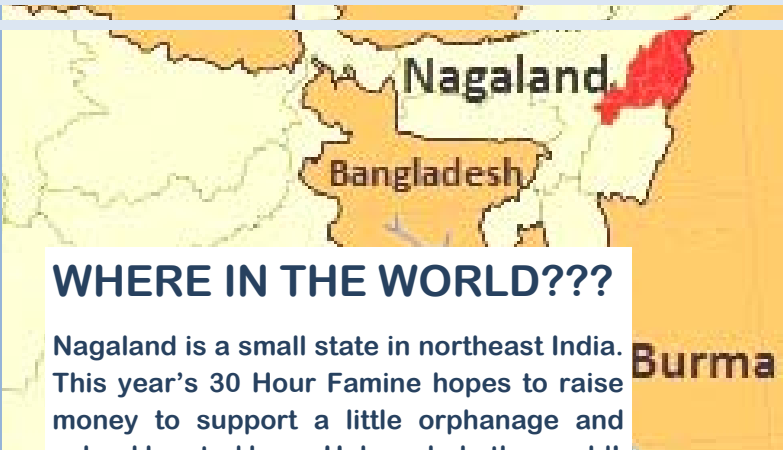 Nagaland
Bangladesh
WHERE IN THE WORLD???
Nagaland is a small state in northeast India.
This year's 30 Hour Famine hopes to raise
Burma
money to support a little orphanage and